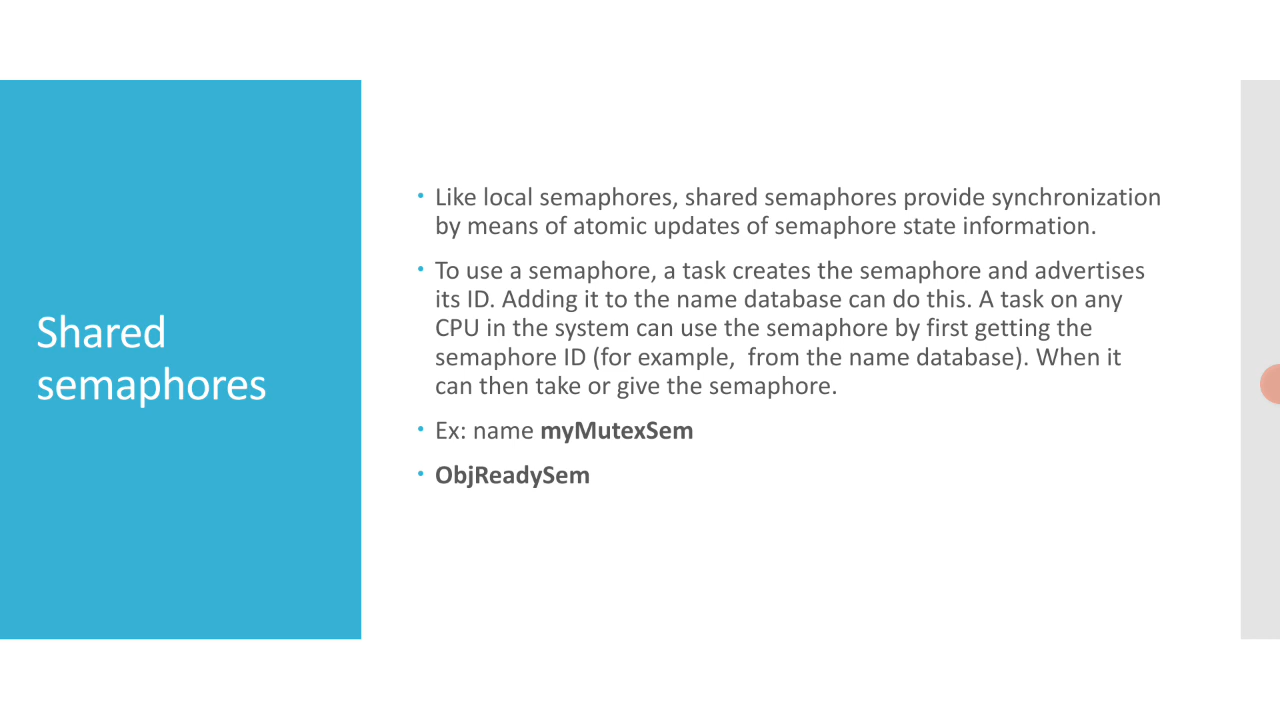 Shared
semaphores
Like local semaphores, shared semaphores provide synchronization
by means of atomic updates of semaphore state information.
To use a semaphore, a task creates the semaphore and advertises
its ID. Adding it to the name database can do this. A task on any
CPU in the system can use the semaphore by first getting the
semaphore ID (for example,  from the name database). When it
can then take or give the semaphore.
Ex: name myMutexSem
ObjReadySem